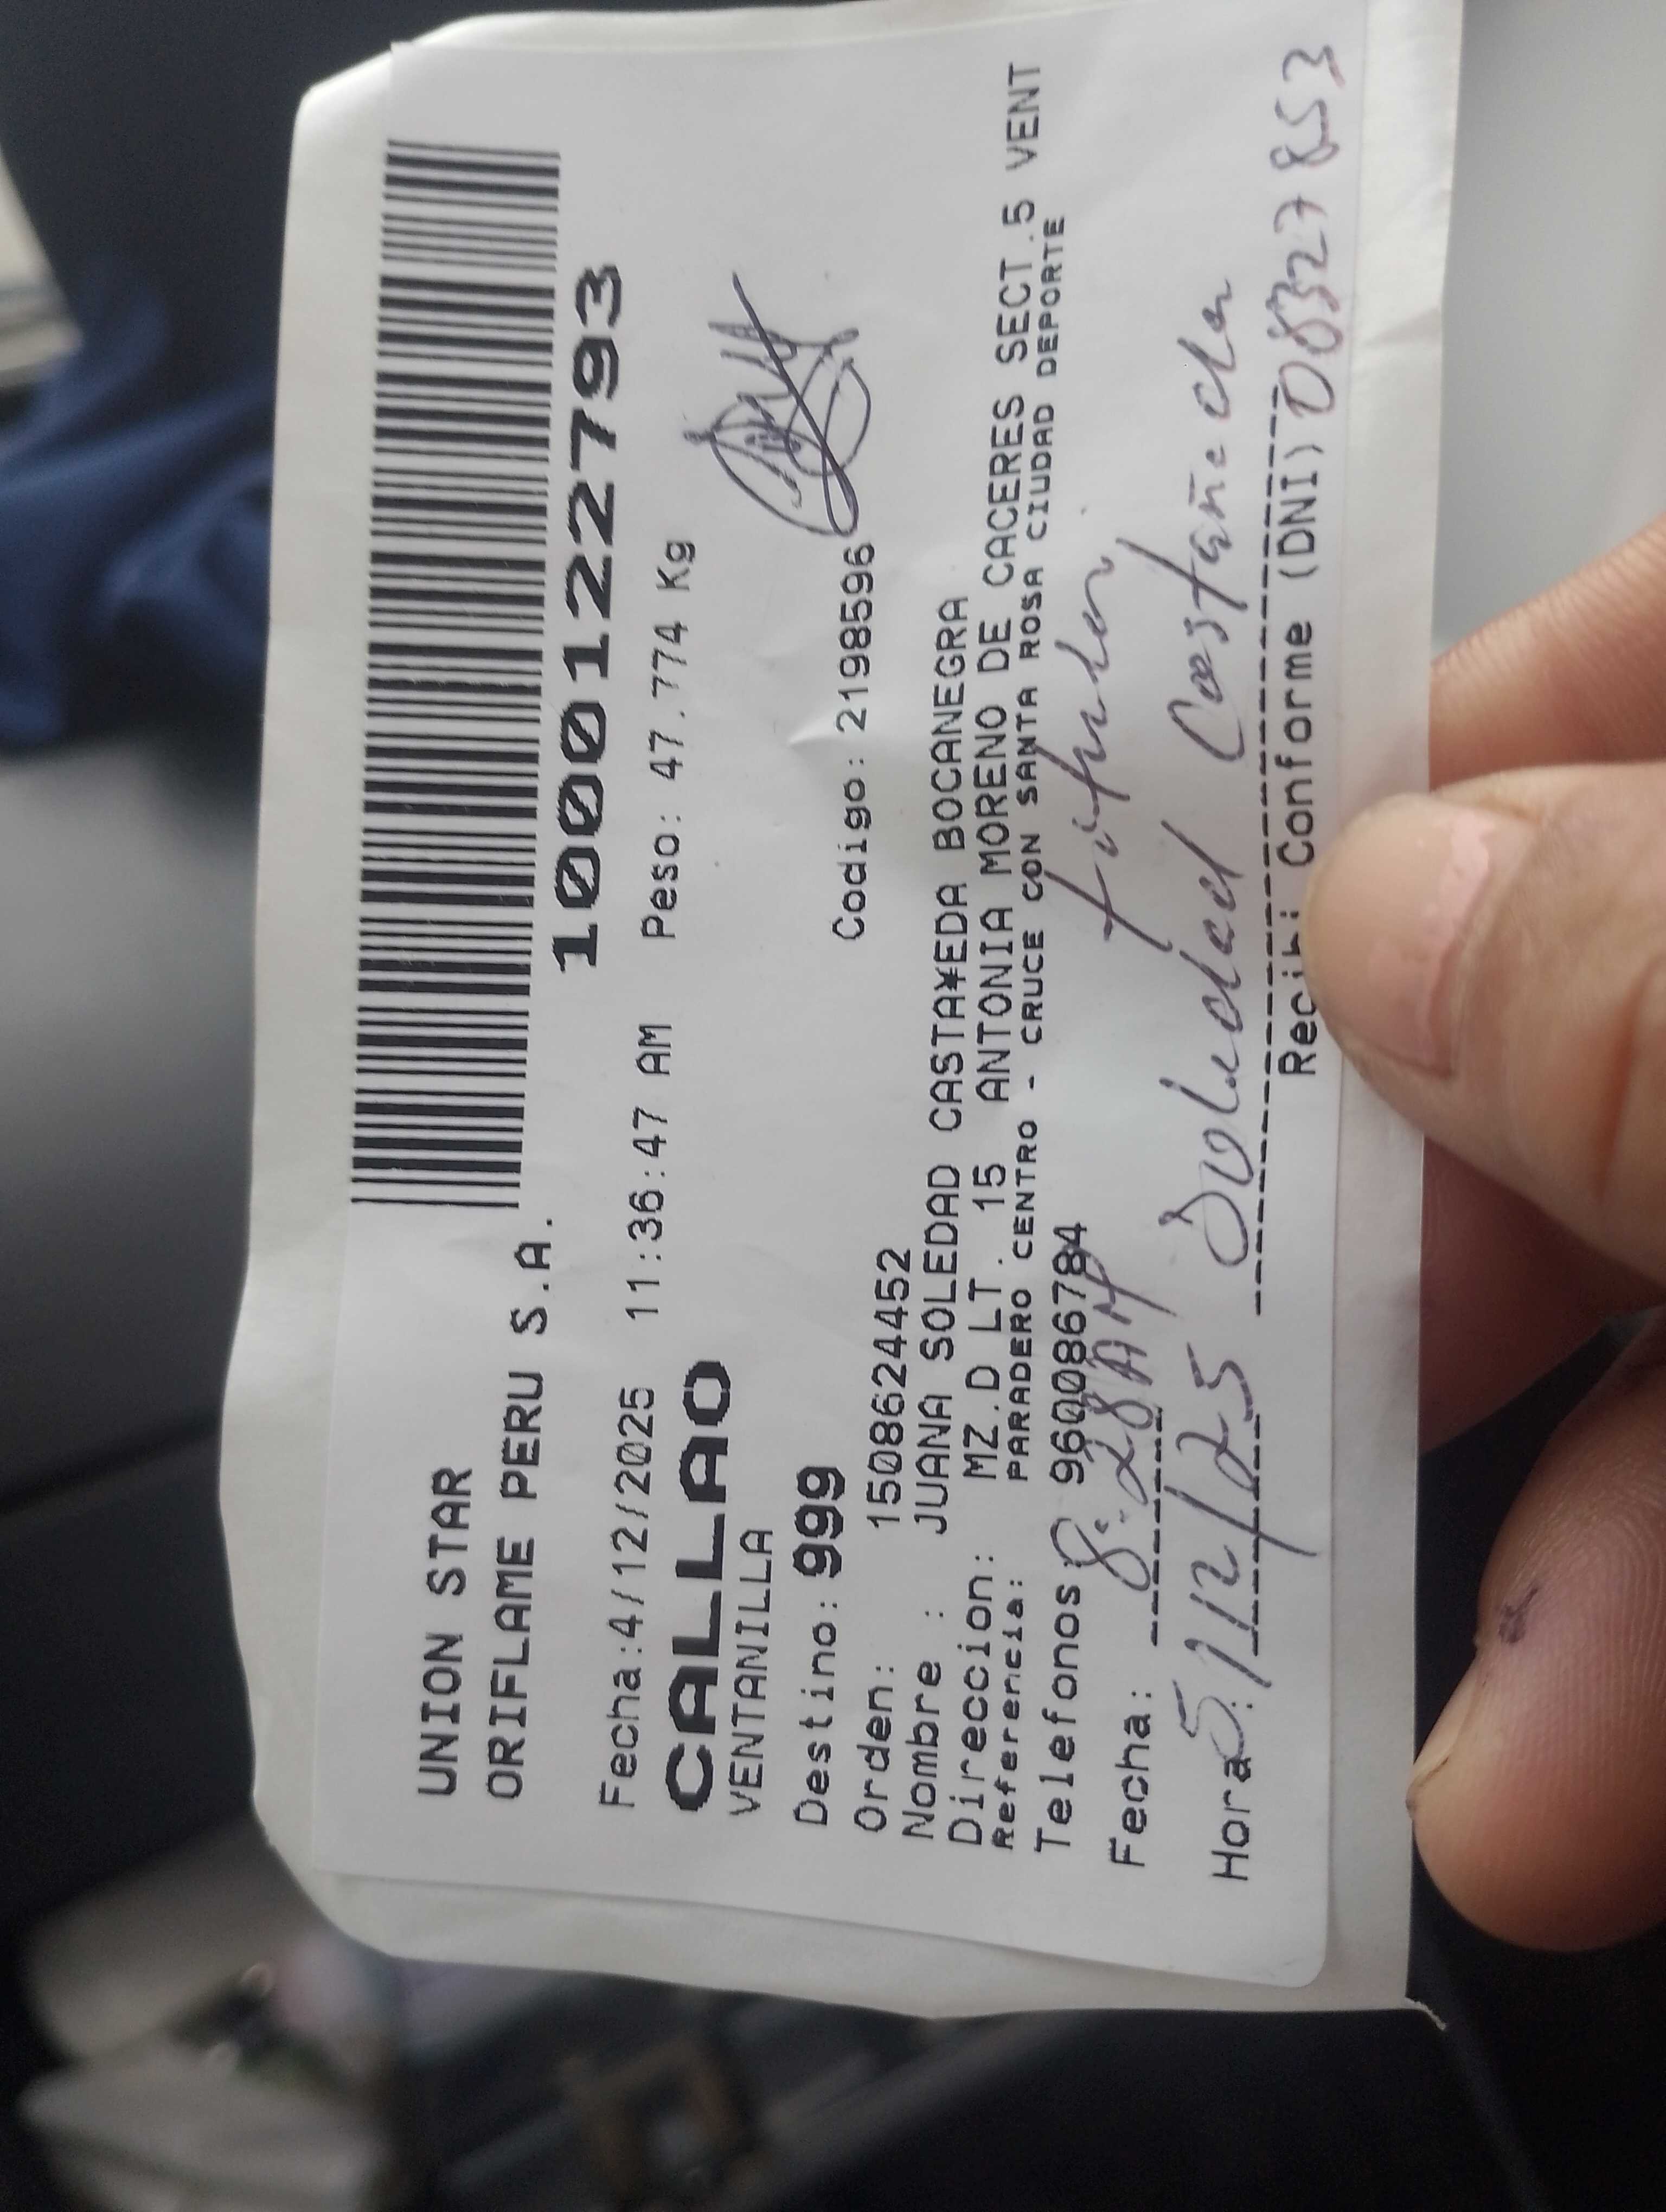 UNION STAR
ORIFLAME PERU S.A.
10001122793
Fecha:4/12/2025 11:36:47 AM Peso: 47.774 Kg
CALLAO
VENTANILLA
Destino: 999
Codigo: 2198596
Orden: 1508624452
Nombre : JUANA SOLEDAD CASTA¥EDA BOCANEGRA
Direccion: MZ. D LT. 15 ANTONIA MORENO DE CACERES SECT.5 VENT
Referencia: PARADERO CENTRO - CRUCE CON SANTA ROSA CIUDAD DEPORTE
Telefonos: 960086784
titular
Fecha: 8:28AM
Hora: 5/12/25 Soledad Castañeda
Recibi Conforme (DNI) 08327853